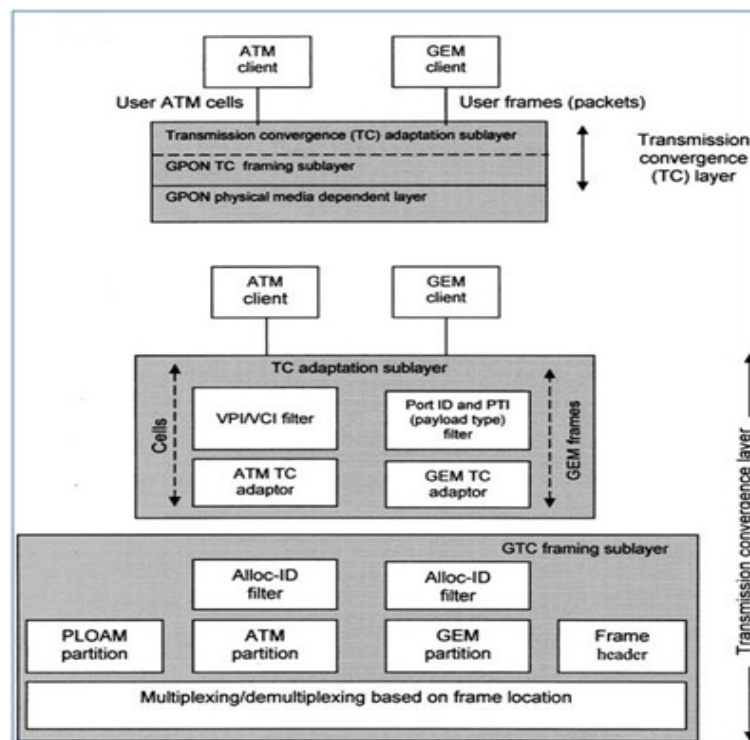 ATM
client
GEM
client
User ATM cells
User frames (packets)
Transmission convergence (TC) adaptation sublayer
GPON TC framing sublayer
GPON physical media dependent layer
Transmission
convergence
(TC) layer
ATM
client
GEM
client
TC adaptation sublayer
Cells
VPI/VCI filter
Port ID and PTI
(payload type)
filter
GEM frames
ATM TC
adaptor
GEM TC
adaptor
Transmission convergence layer
GTC framing sublayer
Alloc-ID
filter
Alloc-ID
filter
PLOAM
partition
ATM
partition
GEM
partition
Frame
header
Multiplexing/demultiplexing based on frame location